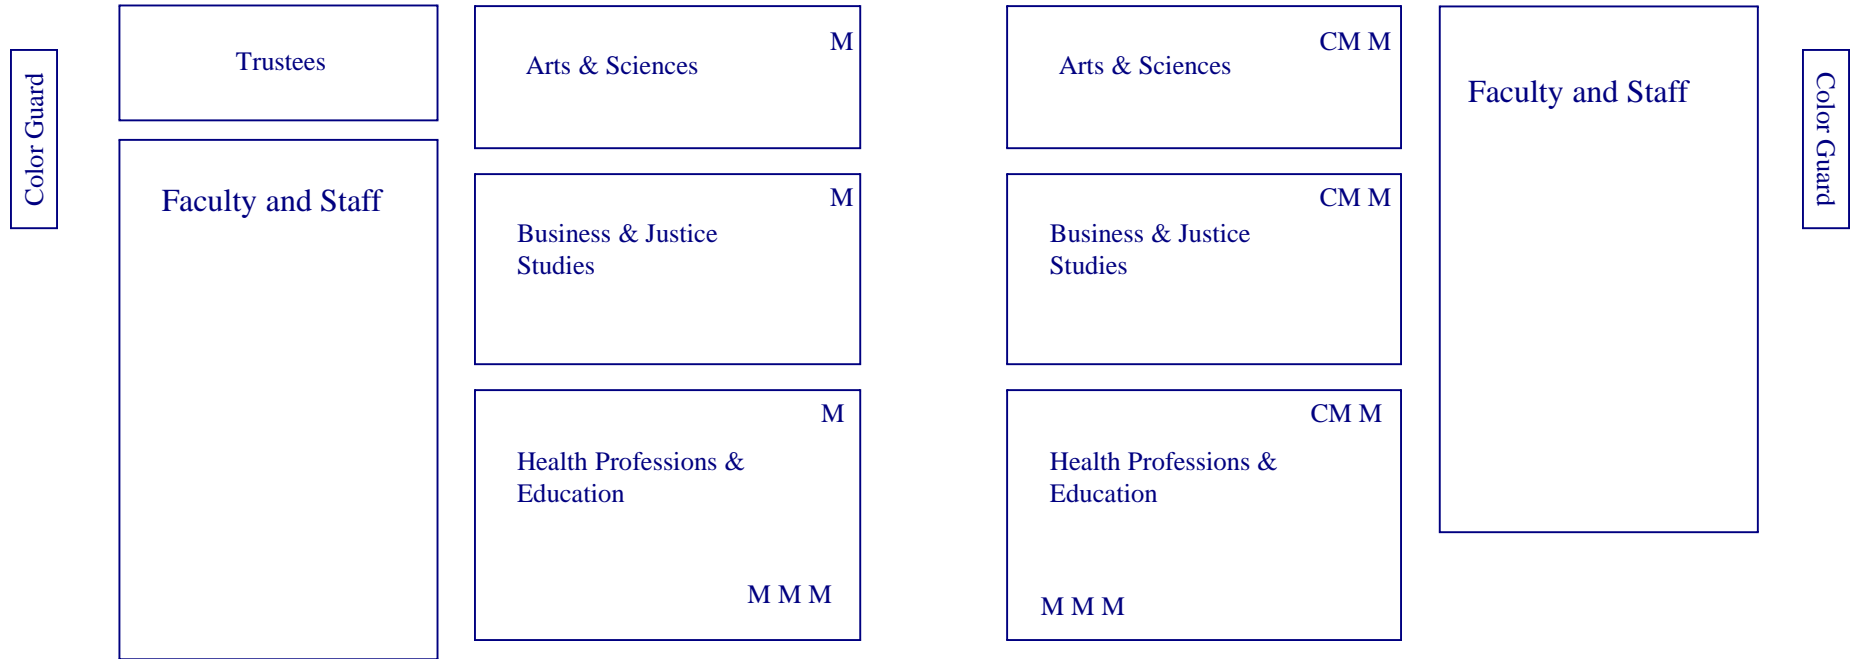 Color Guard
Trustees
Faculty and Staff
M
Arts & Sciences
M
Business & Justice
Studies
M
Health Professions &
Education
M M M
CM M
Arts & Sciences
CM M
Business & Justice
Studies
CM M
Health Professions &
Education
M M M
Faculty and Staff
Color Guard